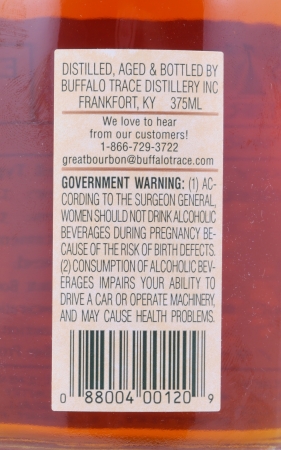 DISTILLED, AGED & BOTTLED BY
BUFFALO TRACE DISTILLERY INC
FRANKFORT, KY 375ML
We love to hear
from our customers!
1-866-729-3722
greatbourbon@buffalotrace.com
GOVERNMENT WARNING: (1) AC-
CORDING TO THE SURGEON GENERAL,
WOMEN SHOULD NOT DRINK ALCOHOLIC
BEVERAGES DURING PREGNANCY BE-
CAUSE OF THE RISK OF BIRTH DEFECTS.
(2) CONSUMPTION OF ALCOHOLIC BEV-
ERAGES IMPAIRS YOUR ABILITY TO
DRIVE A CAR OR OPERATE MACHINERY,
AND MAY CAUSE HEALTH PROBLEMS.
0 88004 00120 9